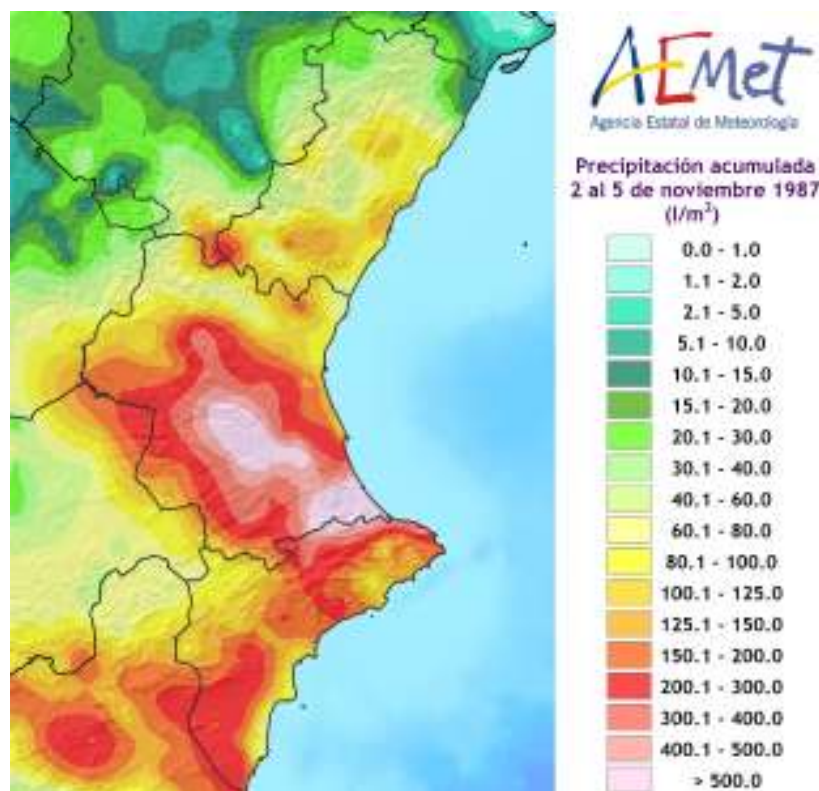 AEMet
Agencia Estatal de Meteorología
Precipitación acumulada
2 al 5 de noviembre 1987
(l/m²)
0.0 - 1.0
1.1 - 2.0
2.1 - 5.0
5.1 - 10.0
10.1 - 15.0
15.1 - 20.0
20.1 - 30.0
30.1 - 40.0
40.1 - 60.0
60.1 - 80.0
80.1 - 100.0
100.1 - 125.0
125.1 - 150.0
150.1 - 200.0
200.1 - 300.0
300.1 - 400.0
400.1 - 500.0
> 500.0